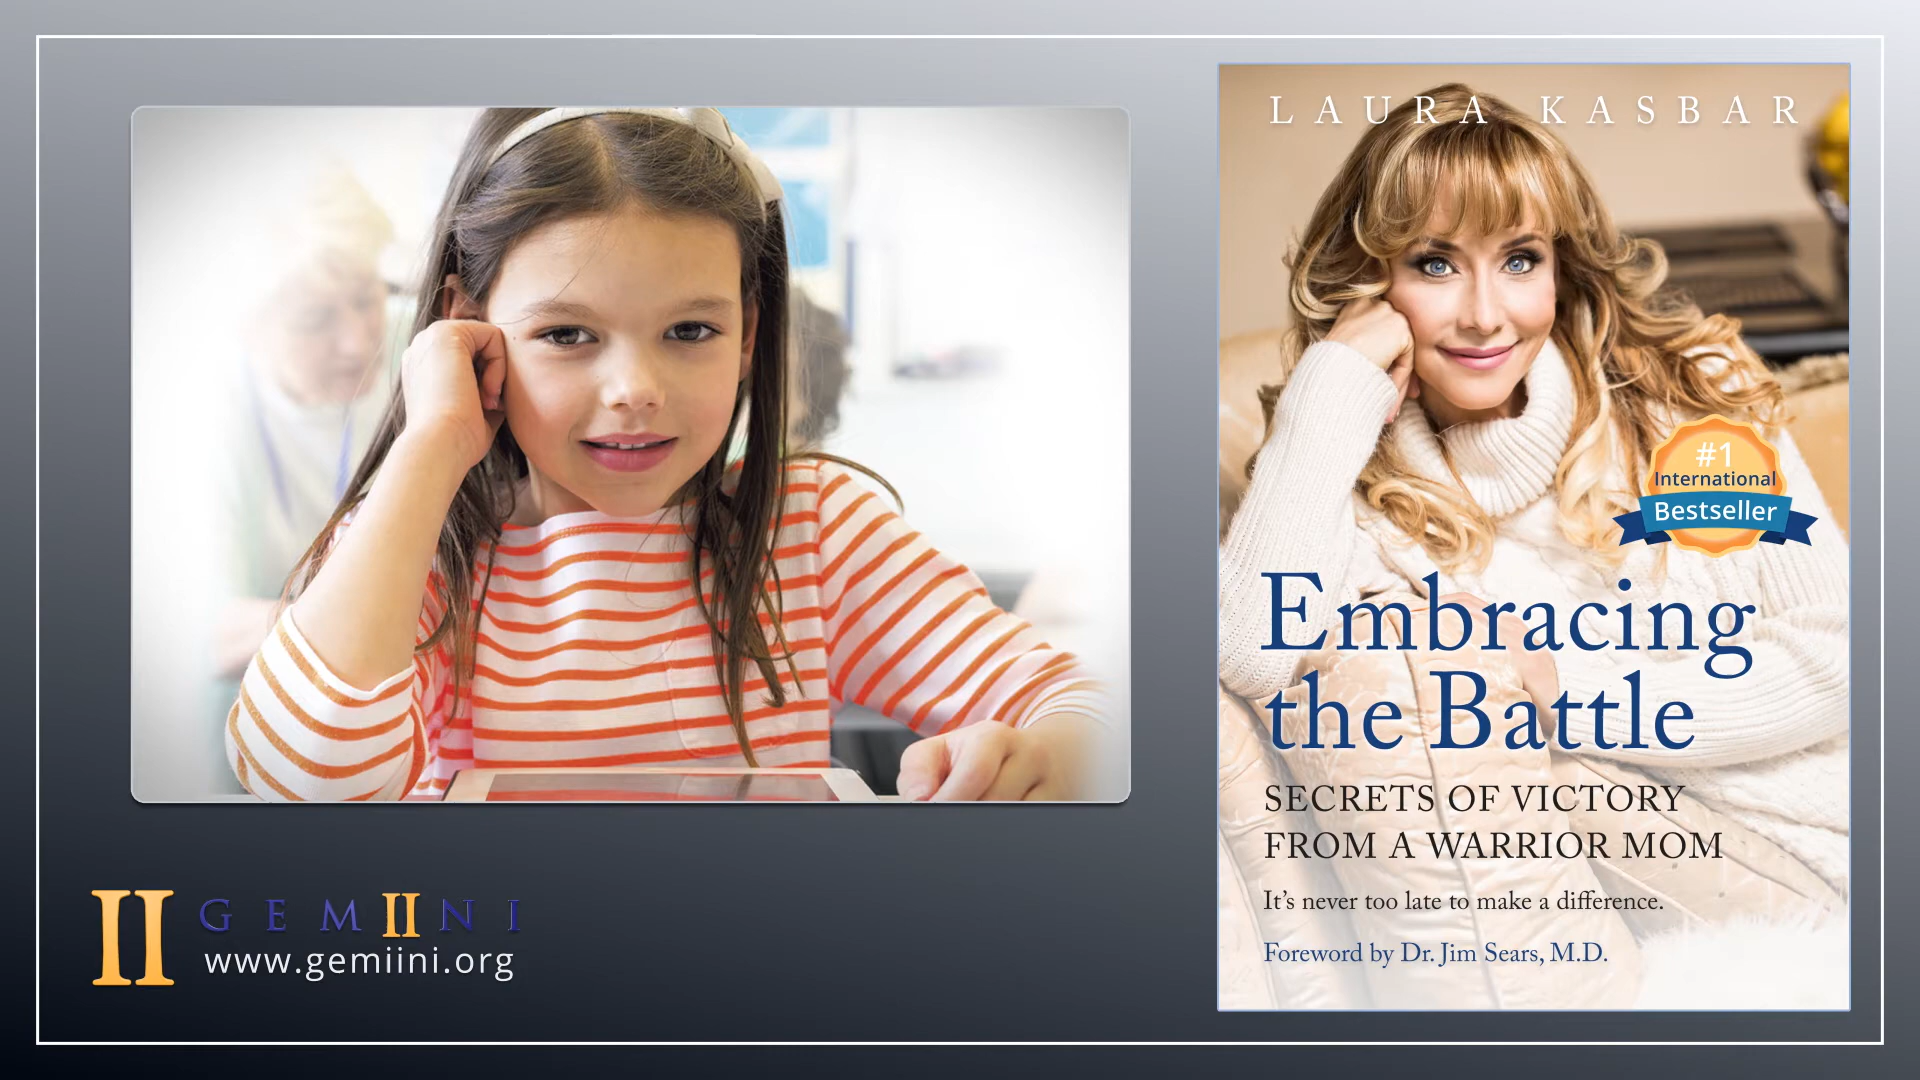 LAURA KASBAR
#1
International
Bestseller
Embracing
the Battle
SECRETS OF VICTORY
FROM A WARRIOR MOM
It's never too late to make a difference.
Foreword by Dr. Jim Sears, M.D.
II GEMIINI
www.gemiini.org